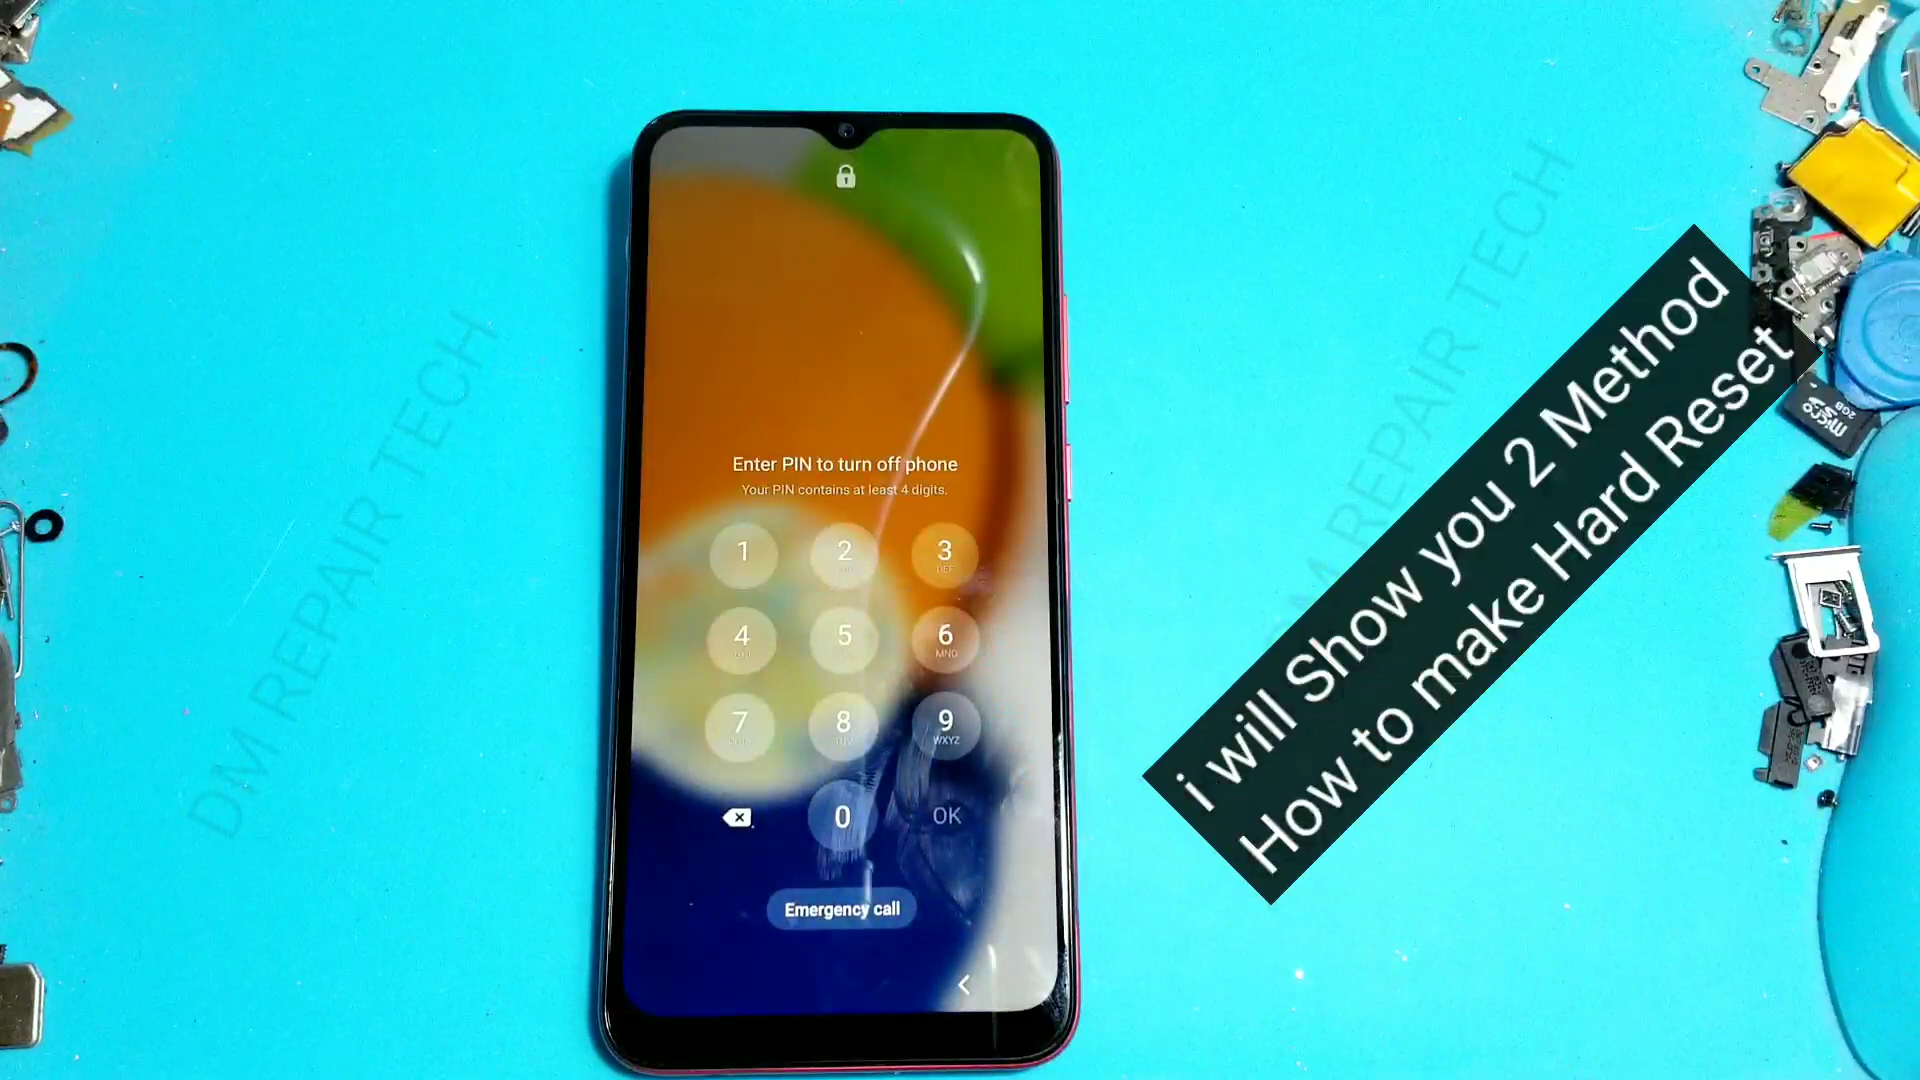 Enter PIN to turn off phone
Your PIN contains at least 4 digits.
1
2
3
DEF
4
5
6
MNO
7
8
9
WXYZ
0
OK
Emergency call
i will Show you 2 Method
How to make Hard Reset
DM REPAIR TECH
DM REPAIR TECH
micro
2GB